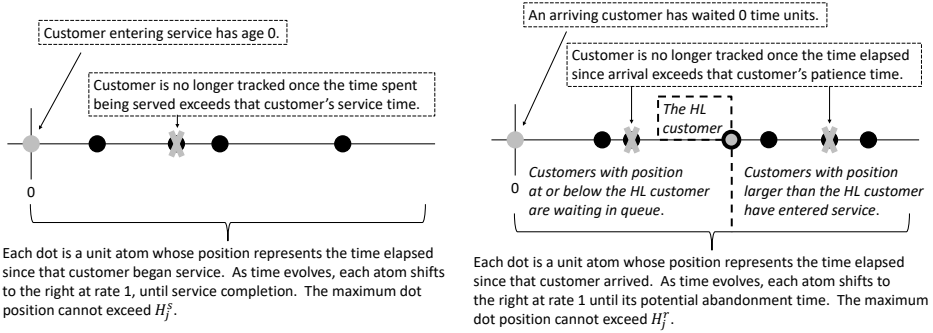 Customer entering service has age 0.
Customer is no longer tracked once the time spent
being served exceeds that customer's service time.
0
Each dot is a unit atom whose position represents the time elapsed
since that customer began service. As time evolves, each atom shifts
to the right at rate 1, until service completion. The maximum dot
position cannot exceed H_j^s.
An arriving customer has waited 0 time units.
Customer is no longer tracked once the time elapsed
since arrival exceeds that customer's patience time.
The HL
customer
0
Customers with position
at or below the HL customer
are waiting in queue.
Customers with position
larger than the HL customer
have entered service.
Each dot is a unit atom whose position represents the time elapsed
since that customer arrived. As time evolves, each atom shifts to
the right at rate 1 until its potential abandonment time. The maximum
dot position cannot exceed H_j^r.